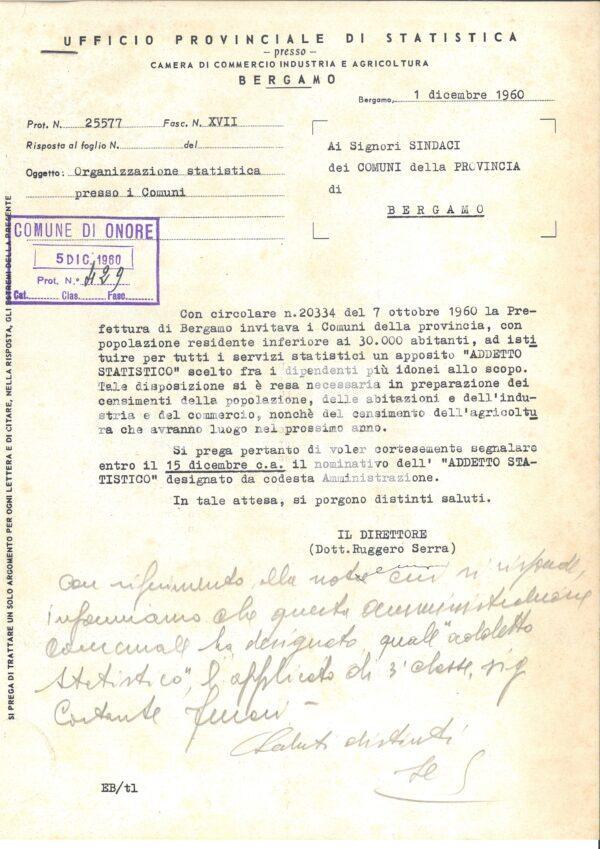 UFFICIO PROVINCIALE DI STATISTICA
- presso -
CAMERA DI COMMERCIO INDUSTRIA E AGRICOLTURA
BERGAMO
Bergamo, 1 dicembre 1960
Prot. N. 25577 Fasc. N. XVII
Risposta al foglio N. del
Oggetto: Organizzazione statistica
presso i Comuni
Ai Signori SINDACI
dei COMUNI della PROVINCIA
di
BERGAMO
COMUNE DI ONORE
5 DIC. 1960
Prot. N.° 429
Cat. Clas. Fasc.
SI PREGA DI TRATTARE UN SOLO ARGOMENTO PER OGNI LETTERA E DI CITARE, NELLA RISPOSTA, GLI ESTREMI DELLA PRESENTE
Con circolare n.20334 del 7 ottobre 1960 la Pre-
fettura di Bergamo invitava i Comuni della provincia, con
popolazione residente inferiore ai 30.000 abitanti, ad isti
tuire per tutti i servizi statistici un apposito "ADDETTO
STATISTICO" scelto fra i dipendenti più idonei allo scopo.
Tale disposizione si è resa necessaria in preparazione dei
censimenti della popolazione, delle abitazioni e dell'indu-
stria e del commercio, nonchè del censimento dell'agricoltu
ra che avranno luogo nel prossimo anno.
Si prega pertanto di voler cortesemente segnalare
entro il 15 dicembre c.a. il nominativo dell' "ADDETTO STA-
TISTICO" designato da codesta Amministrazione.
In tale attesa, si porgono distinti saluti.
IL DIRETTORE
(Dott. Ruggero Serra)
Con riferimento alla nota cui si risponde,
informiamo che questa amministrazione
comunale ha designato, quale "addetto
statistico", l'applicato di 3ª classe, sig
Costante
Saluti distinti
EB/tl